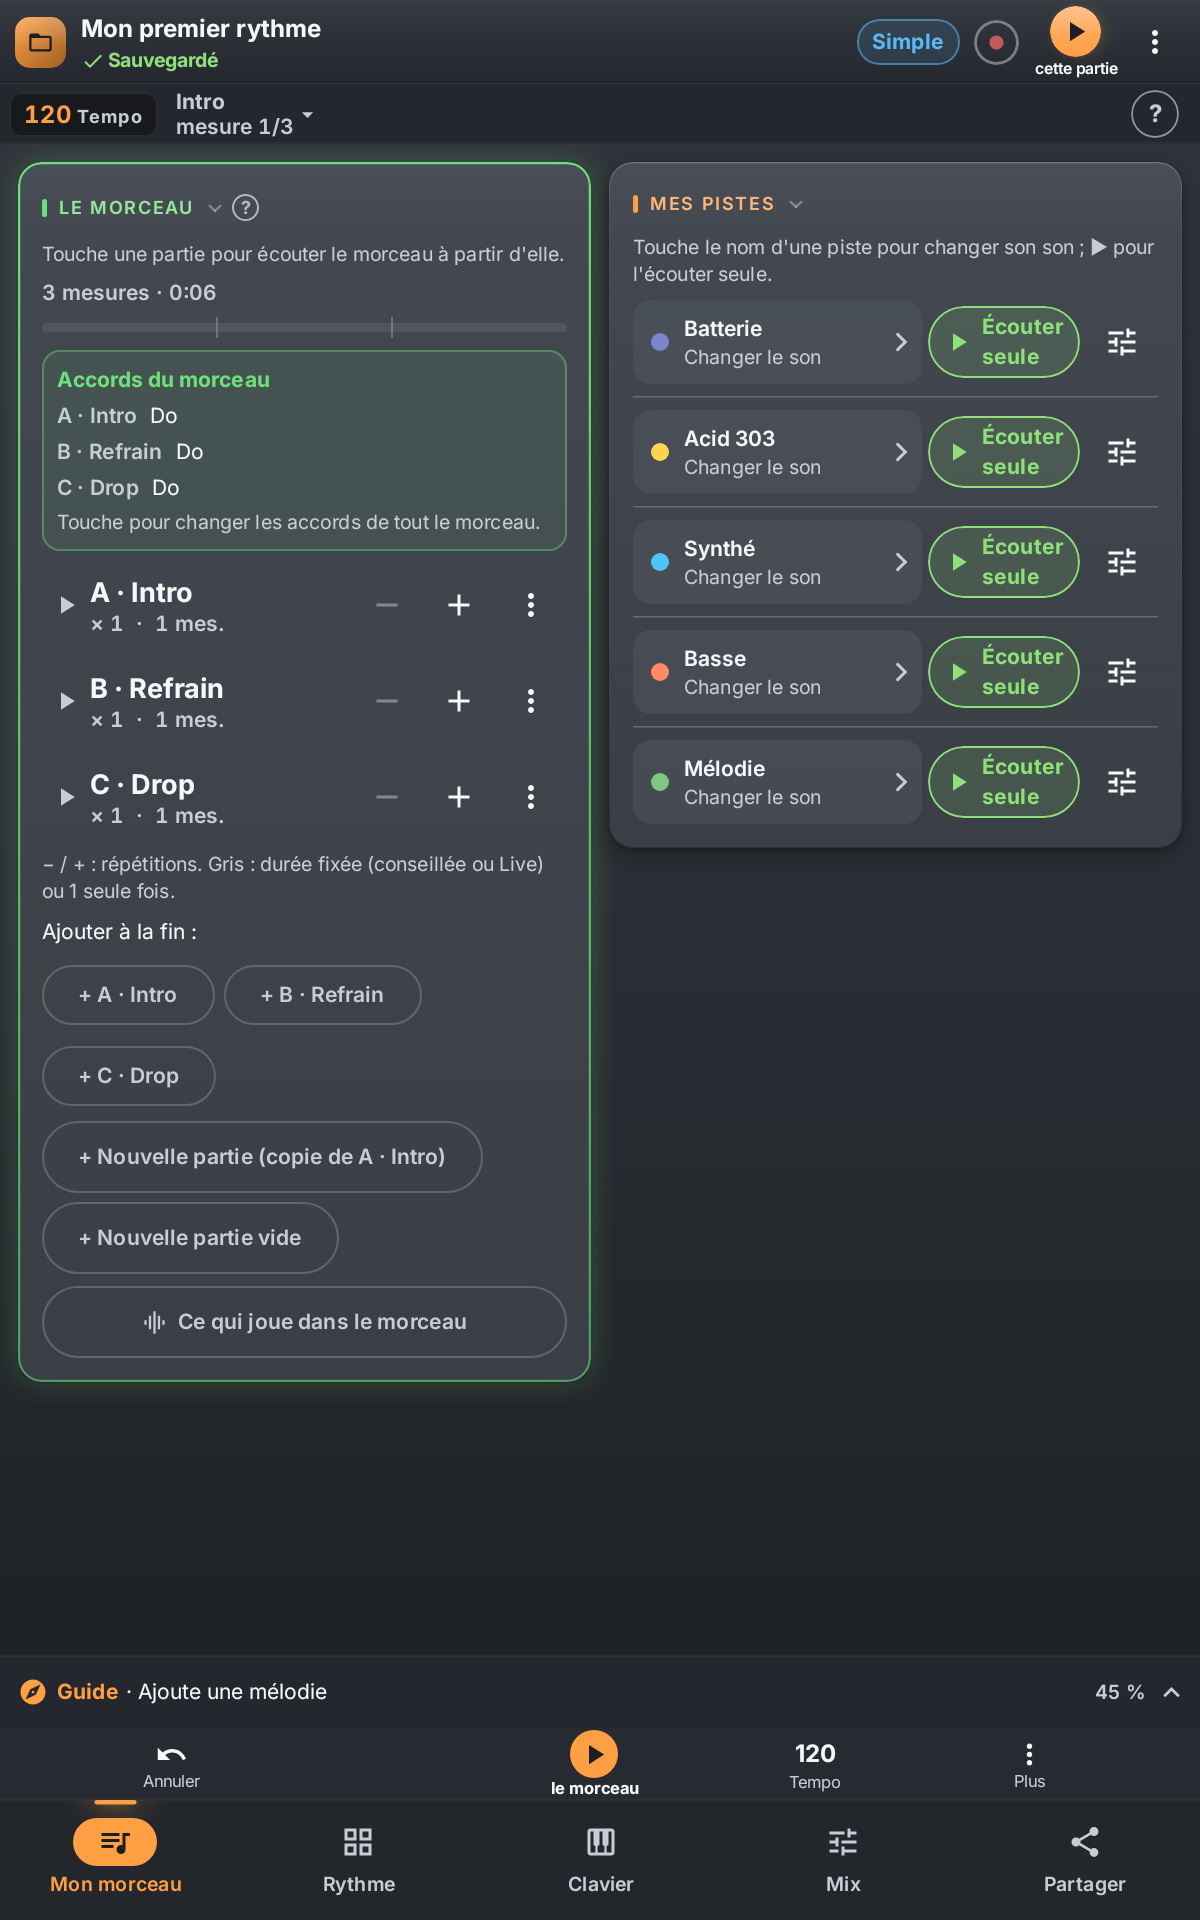 Mon premier rythme
Sauvegardé
Simple
cette partie
120 Tempo
Intro
mesure 1/3
?
LE MORCEAU
?
Touche une partie pour écouter le morceau à partir d'elle.
3 mesures · 0:06
Accords du morceau
A · Intro Do
B · Refrain Do
C · Drop Do
Touche pour changer les accords de tout le morceau.
A · Intro
× 1 · 1 mes.
B · Refrain
× 1 · 1 mes.
C · Drop
× 1 · 1 mes.
− / + : répétitions. Gris : durée fixée (conseillée ou Live)
ou 1 seule fois.
Ajouter à la fin :
+ A · Intro
+ B · Refrain
+ C · Drop
+ Nouvelle partie (copie de A · Intro)
+ Nouvelle partie vide
Ce qui joue dans le morceau
MES PISTES
Touche le nom d'une piste pour changer son son ; ▶ pour
l'écouter seule.
Batterie
Changer le son
Écouter
seule
Acid 303
Changer le son
Écouter
seule
Synthé
Changer le son
Écouter
seule
Basse
Changer le son
Écouter
seule
Mélodie
Changer le son
Écouter
seule
Guide · Ajoute une mélodie
45 %
Annuler
le morceau
120
Tempo
Plus
Mon morceau
Rythme
Clavier
Mix
Partager